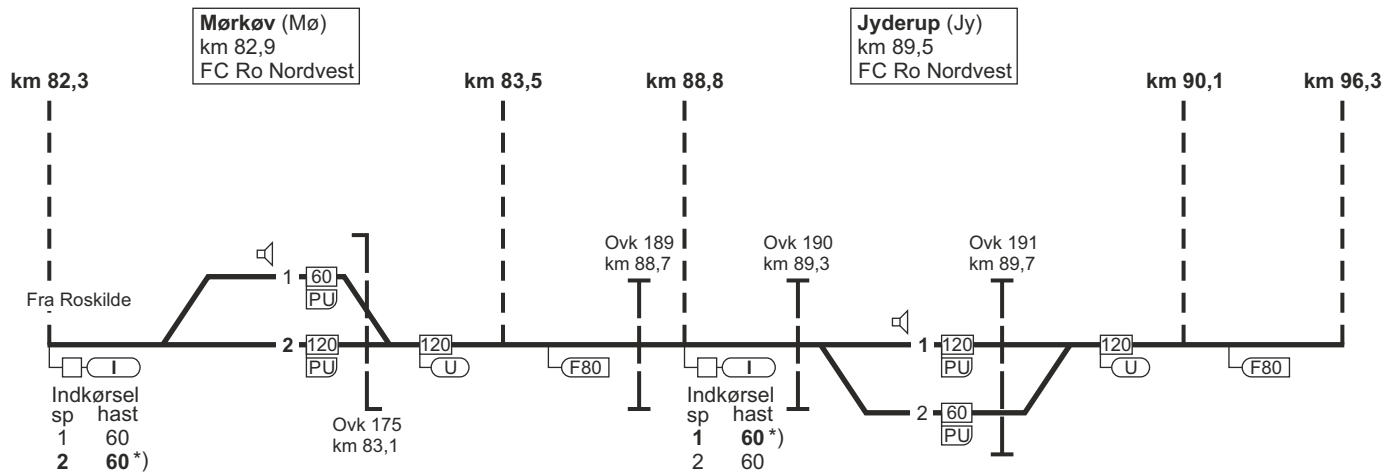 Mørkøv (Mø)
km 82,9
FC Ro Nordvest
Jyderup (Jy)
km 89,5
FC Ro Nordvest
km 82,3
km 83,5
km 88,8
km 90,1
km 96,3
Ovk 189
km 88,7
Ovk 190
km 89,3
Ovk 191
km 89,7
1 60
PU
Fra Roskilde
2 120
PU
120
U
F80
1 120
PU
120
U
F80
I
Indkørsel
sp hast
1 60
2 60 *)
Ovk 175
km 83,1
I
Indkørsel
sp hast
1 60 *)
2 60
2 60
PU